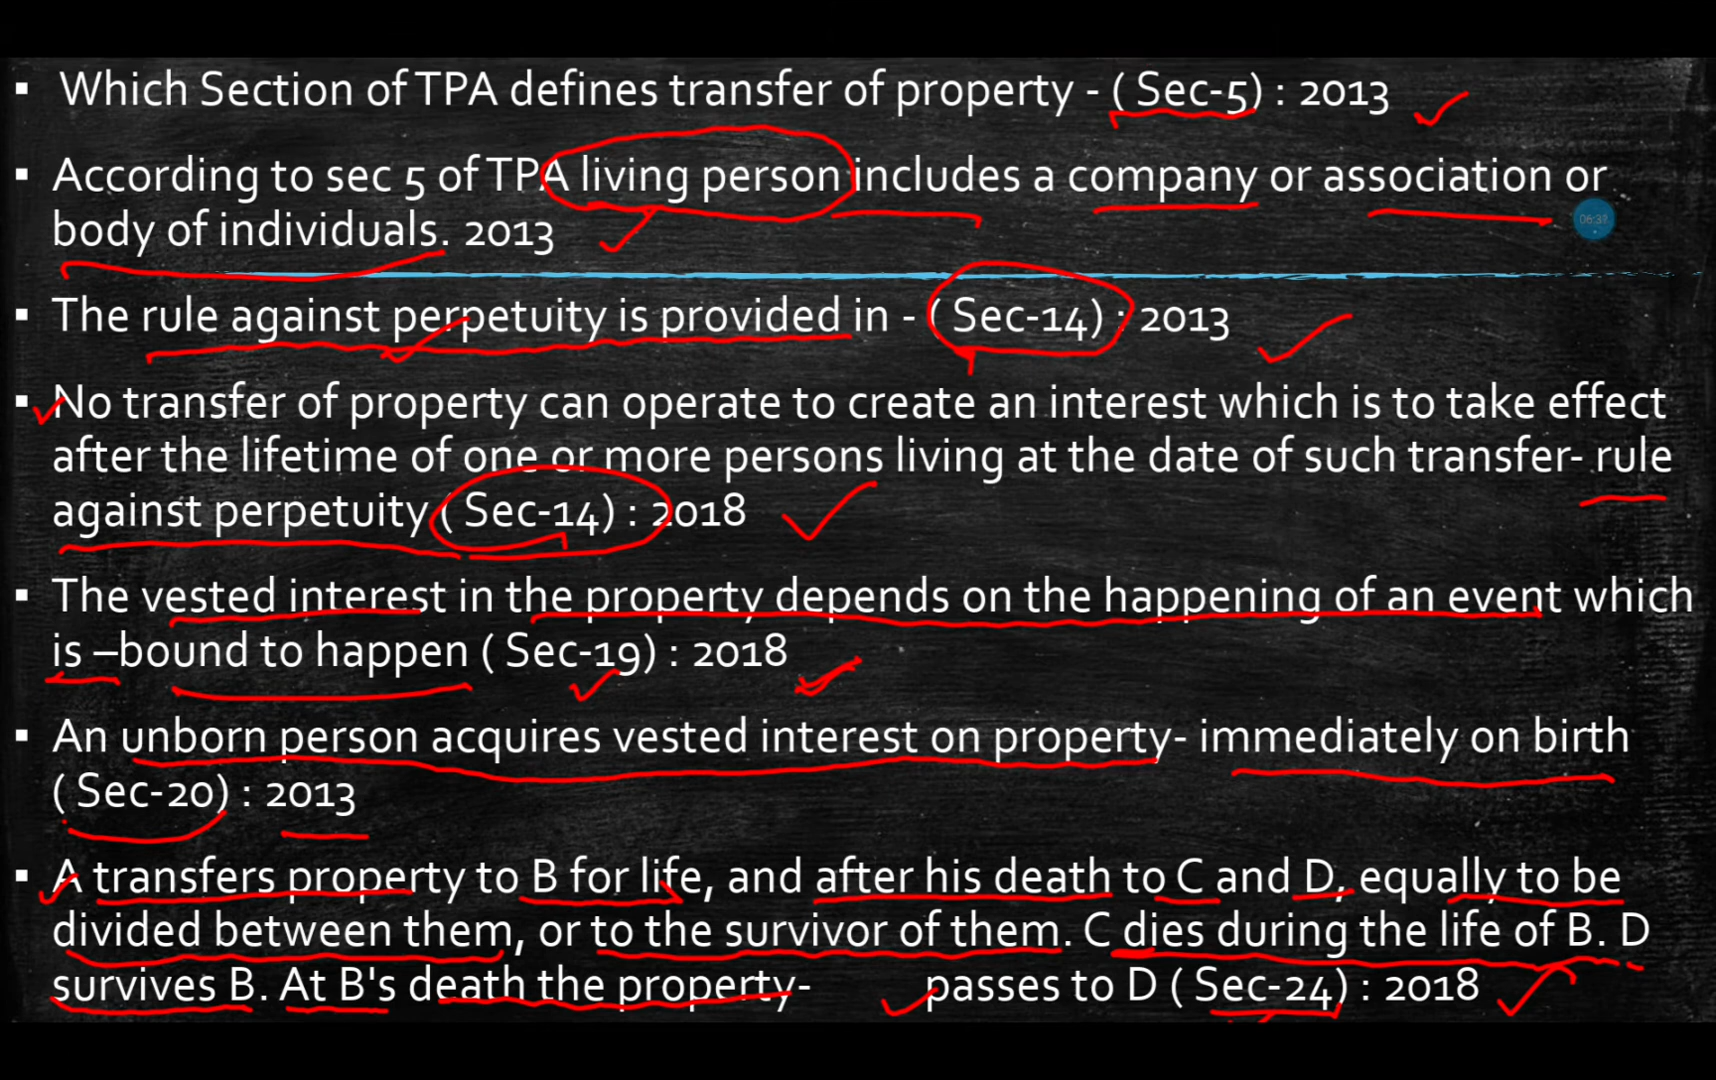 ▪ Which Section of TPA defines transfer of property - ( Sec-5) : 2013
▪ According to sec 5 of TPA living person includes a company or association or
body of individuals. 2013
06:32
▪ The rule against perpetuity is provided in - ( Sec-14) : 2013
▪ No transfer of property can operate to create an interest which is to take effect
after the lifetime of one or more persons living at the date of such transfer- rule
against perpetuity ( Sec-14) : 2018
▪ The vested interest in the property depends on the happening of an event which
is –bound to happen ( Sec-19) : 2018
▪ An unborn person acquires vested interest on property- immediately on birth
( Sec-20) : 2013
▪ A transfers property to B for life, and after his death to C and D, equally to be
divided between them, or to the survivor of them. C dies during the life of B. D
survives B. At B's death the property- passes to D ( Sec-24) : 2018